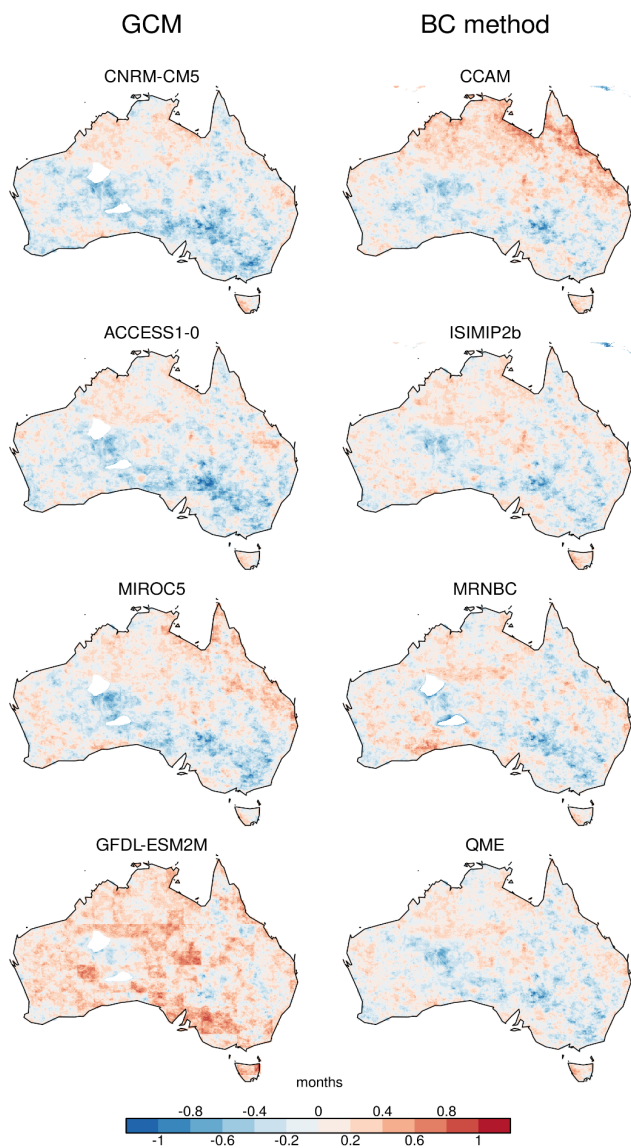 GCM BC method
CNRM-CM5 CCAM
ACCESS1-0 ISIMIP2b
MIROC5 MRNBC
GFDL-ESM2M QME
months
-0.8 -0.4 0 0.4 0.8
-1 -0.6 -0.2 0.2 0.6 1